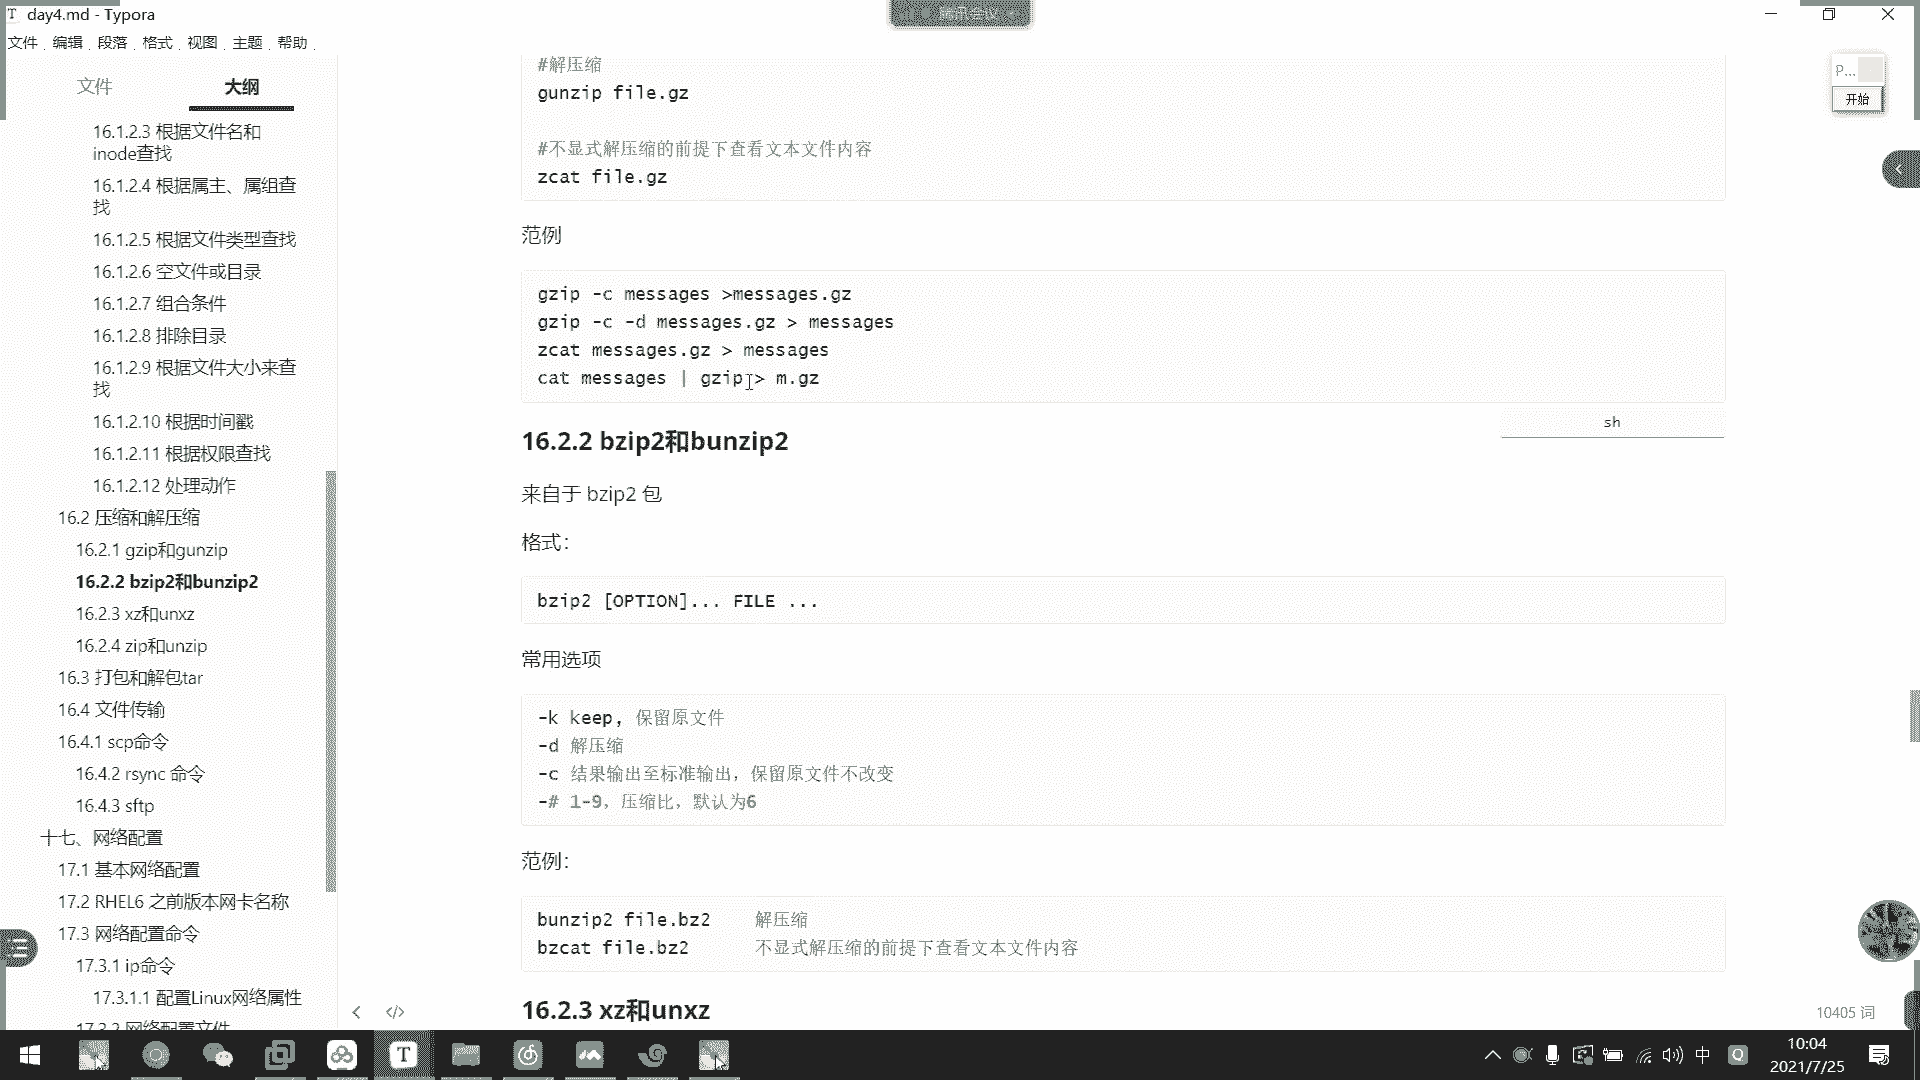 day4.md - Typora
腾讯会议
文件 编辑 段落 格式 视图 主题 帮助
文件 大纲
16.1.2.3 根据文件名和
inode查找
16.1.2.4 根据属主、属组查
找
16.1.2.5 根据文件类型查找
16.1.2.6 空文件或目录
16.1.2.7 组合条件
16.1.2.8 排除目录
16.1.2.9 根据文件大小来查
找
16.1.2.10 根据时间戳
16.1.2.11 根据权限查找
16.1.2.12 处理动作
16.2 压缩和解压缩
16.2.1 gzip和gunzip
16.2.2 bzip2和bunzip2
16.2.3 xz和unxz
16.2.4 zip和unzip
16.3 打包和解包tar
16.4 文件传输
16.4.1 scp命令
16.4.2 rsync 命令
16.4.3 sftp
十七、网络配置
17.1 基本网络配置
17.2 RHEL6 之前版本网卡名称
17.3 网络配置命令
17.3.1 ip命令
17.3.1.1 配置Linux网络属性
17.3.2 网络配置文件
#解压缩
gunzip file.gz
#不显式解压缩的前提下查看文本文件内容
zcat file.gz
范例
gzip -c messages >messages.gz
gzip -c -d messages.gz > messages
zcat messages.gz > messages
cat messages | gzip > m.gz
sh
16.2.2 bzip2和bunzip2
来自于 bzip2 包
格式：
bzip2 [OPTION]... FILE ...
常用选项
-k keep, 保留原文件
-d 解压缩
-c 结果输出至标准输出，保留原文件不改变
-# 1-9，压缩比，默认为6
范例：
bunzip2 file.bz2 解压缩
bzcat file.bz2 不显式解压缩的前提下查看文本文件内容
16.2.3 xz和unxz
P...
开始
10405 词
中
10:04
2021/7/25